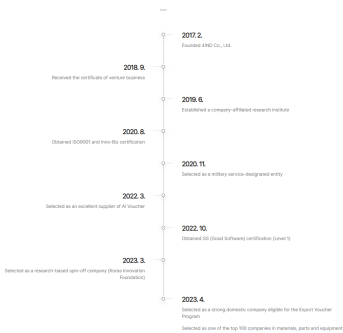 2017. 2.
Founded 4IND Co., Ltd.
2018. 9.
Received the certificate of venture business
2019. 6.
Established a company-affiliated research institute
2020. 8.
Obtained ISO9001 and Inno-Biz certification
2020. 11.
Selected as a military service-designated entity
2022. 3.
Selected as an excellent supplier of AI Voucher
2022. 10.
Obtained GS (Good Software) certification (Level 1)
2023. 3.
Selected as a research-based spin-off company (Korea Innovation
Foundation)
2023. 4.
Selected as a strong domestic company eligible for the Export Voucher
Program
Selected as one of the top 100 companies in materials, parts and equipment